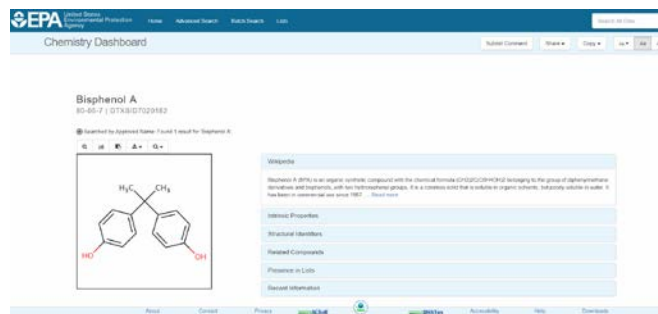 EPA United States Environmental Protection Agency
Home Advanced Search Batch Search Lists
Search All Data
Chemistry Dashboard
Submit Comment Share Copy
Bisphenol A
80-05-7 | DTXSID7020182
Searched by Approved Name: Found 1 result for 'Bisphenol A'.
Wikipedia
Bisphenol A (BPA) is an organic synthetic compound with the chemical formula (CH3)2C(C6H4OH)2 belonging to the group of diphenylmethane
derivatives and bisphenols, with two hydroxyphenyl groups. It is a colorless solid that is soluble in organic solvents, but poorly soluble in water. It
has been in commercial use since 1957. ... Read more
H3C CH3
HO OH
Intrinsic Properties
Structural Identifiers
Related Compounds
Presence in Lists
Record Information
About Contact Privacy Accessibility Help Downloads